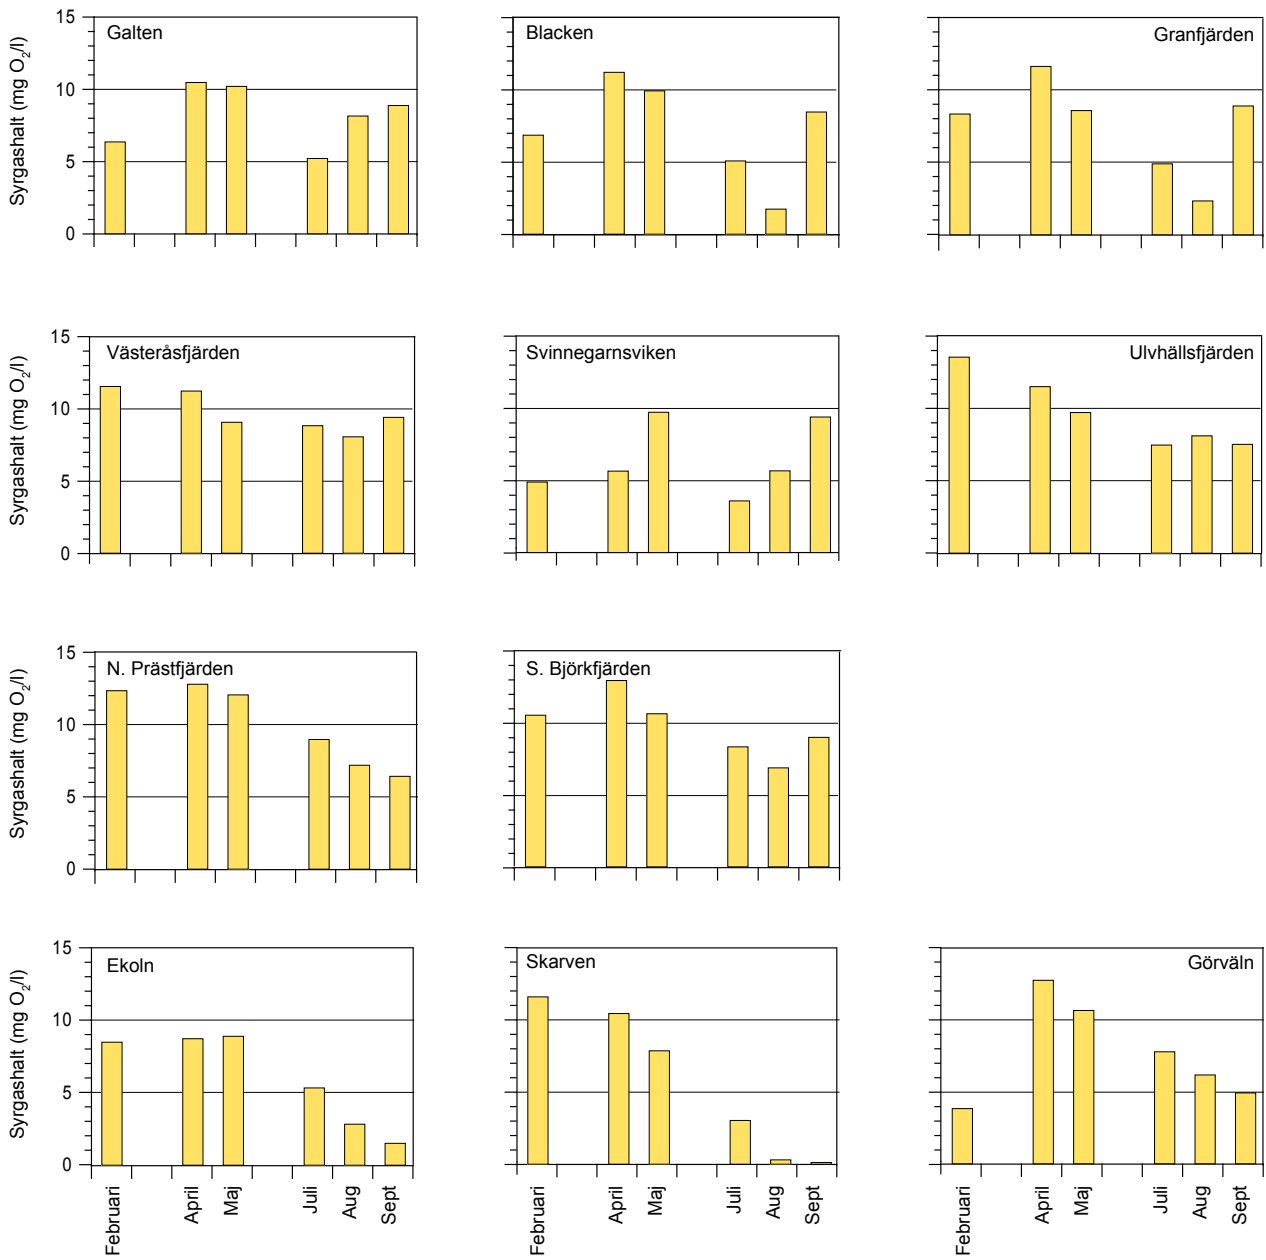 Galten
Blacken
Granfjärden
Syrgashalt (mg O₂/l)
15
10
5
0
Västeråsfjärden
Svinnegarnsviken
Ulvhällsfjärden
Syrgashalt (mg O₂/l)
15
10
5
0
N. Prästfjärden
S. Björkfjärden
Syrgashalt (mg O₂/l)
15
10
5
0
Ekoln
Skarven
Görväln
Syrgashalt (mg O₂/l)
15
10
5
0
Februari
April
Maj
Juli
Aug
Sept
Februari
April
Maj
Juli
Aug
Sept
Februari
April
Maj
Juli
Aug
Sept